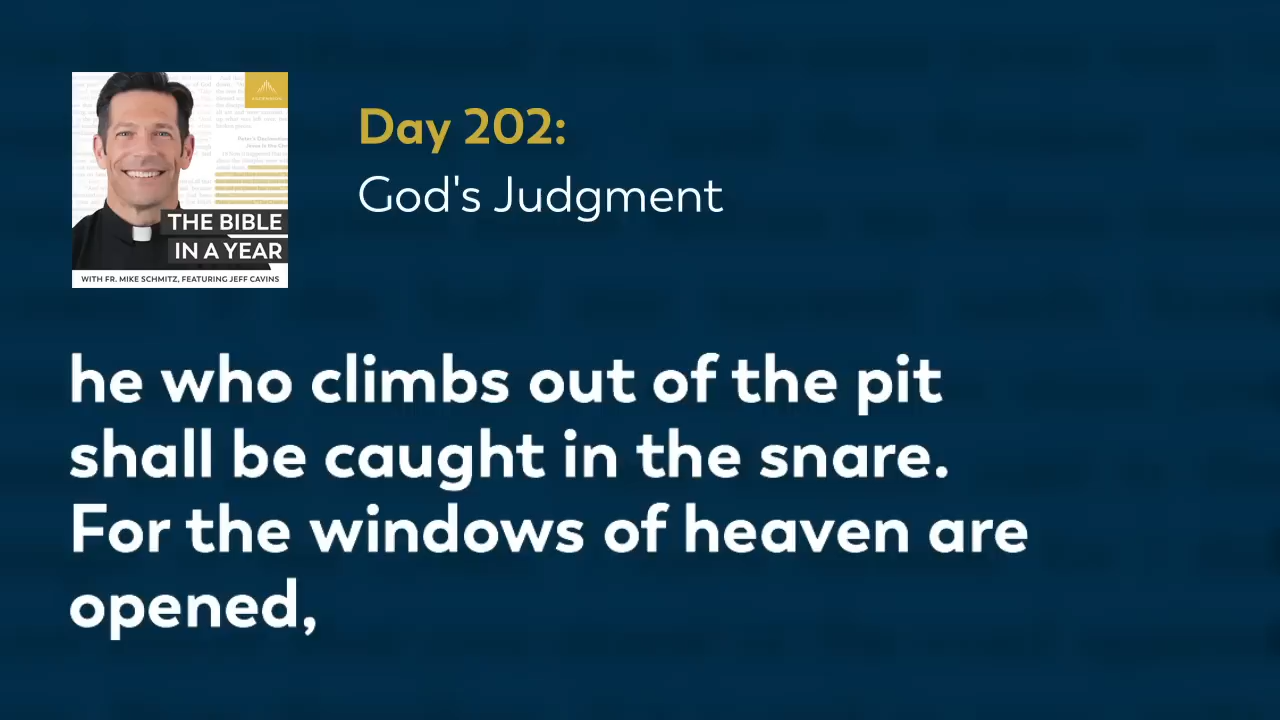 Day 202:
God's Judgment
THE BIBLE
IN A YEAR
WITH FR. MIKE SCHMITZ, FEATURING JEFF CAVINS
he who climbs out of the pit
shall be caught in the snare.
For the windows of heaven are
opened,